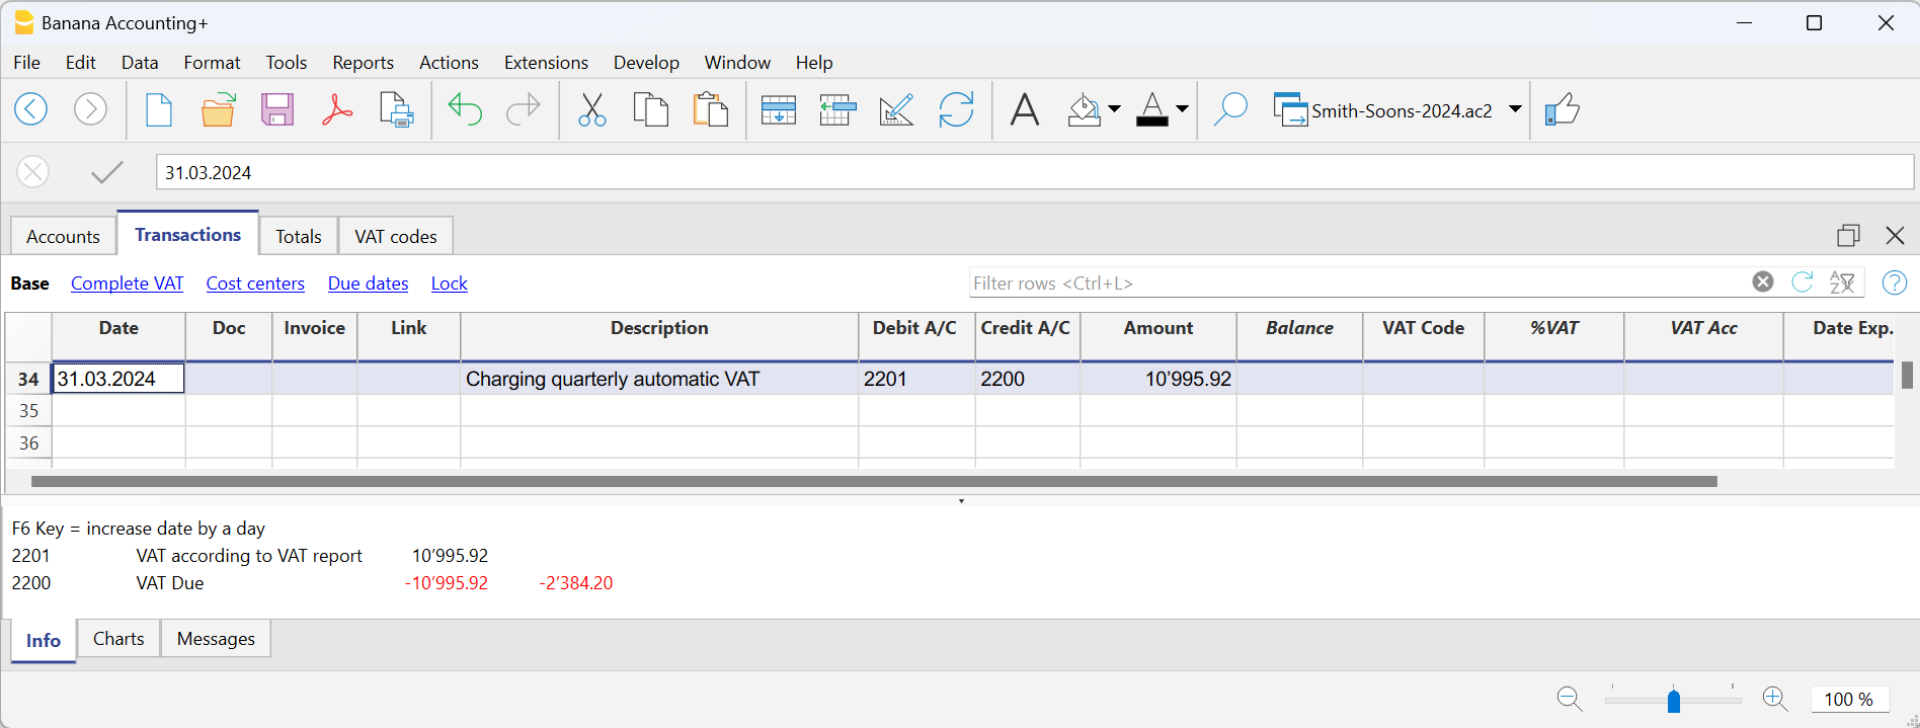 Banana Accounting+
File Edit Data Format Tools Reports Actions Extensions Develop Window Help
Smith-Soons-2024.ac2
31.03.2024
Accounts Transactions Totals VAT codes
Base Complete VAT Cost centers Due dates Lock Filter rows <Ctrl+L>
Date Doc Invoice Link Description Debit A/C Credit A/C Amount Balance VAT Code %VAT VAT Acc Date Exp.
34 31.03.2024 Charging quarterly automatic VAT 2201 2200 10’995.92
35
36
F6 Key = increase date by a day
2201 VAT according to VAT report 10’995.92
2200 VAT Due -10’995.92 -2’384.20
Info Charts Messages
100 %